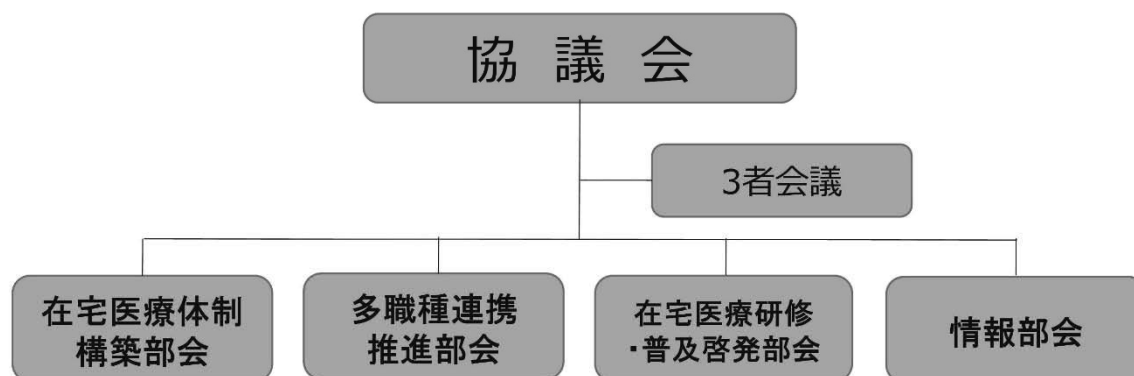 協 議 会
3者会議
在宅医療体制
構築部会
多職種連携
推進部会
在宅医療研修
・普及啓発部会
情報部会